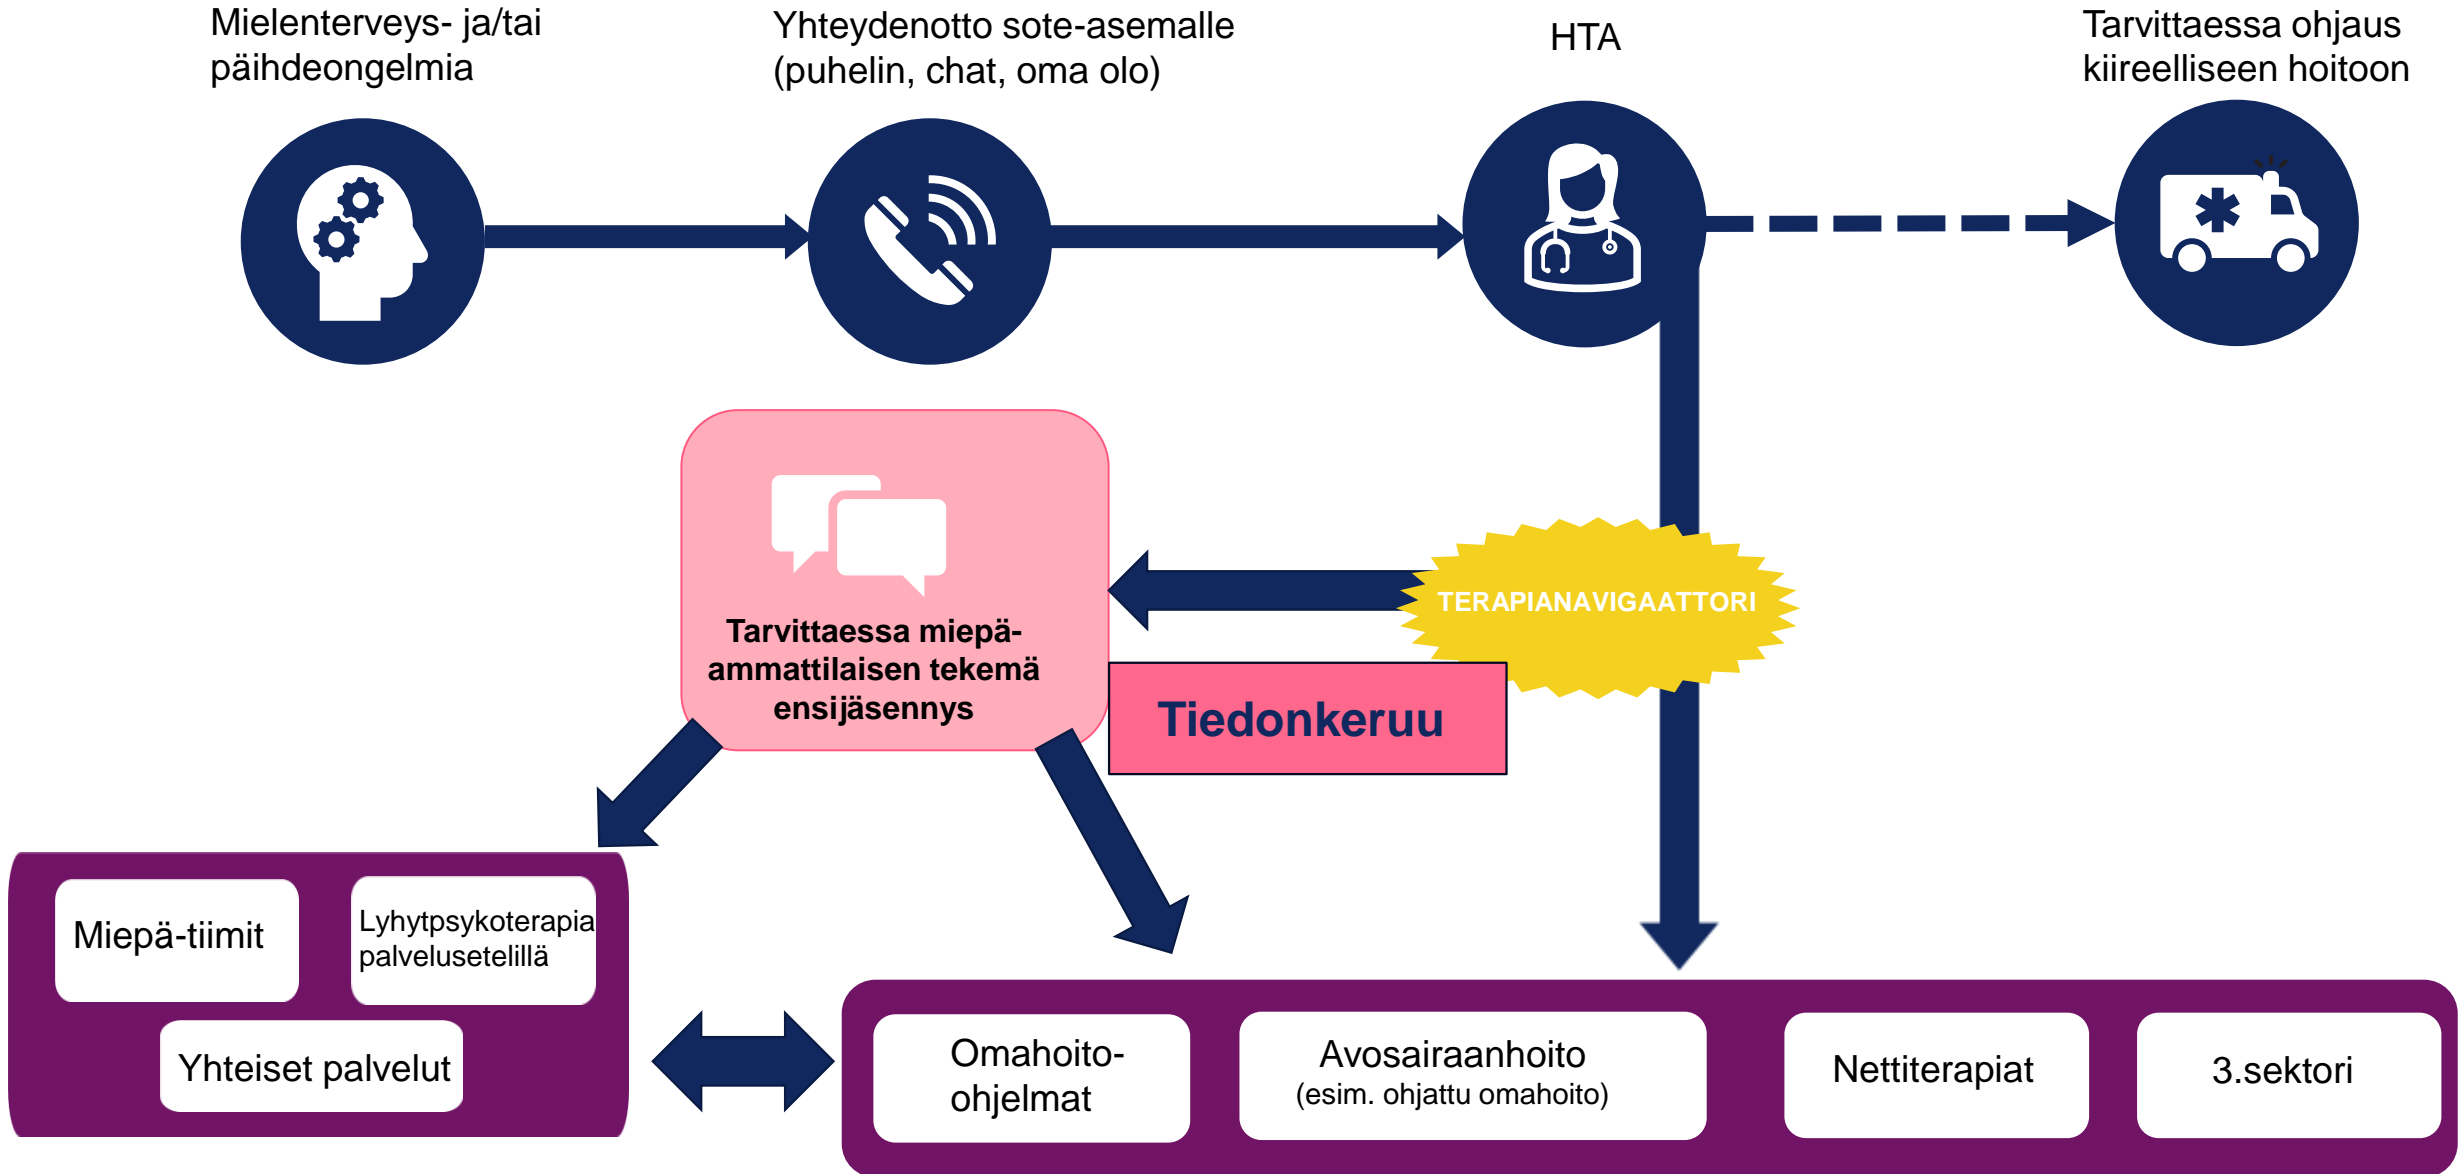 Mielenterveys- ja/tai
päihdeongelmia
Yhteydenotto sote-asemalle
(puhelin, chat, oma olo)
HTA
Tarvittaessa ohjaus
kiireelliseen hoitoon
TERAPIANAVIGAATTORI
Tarvittaessa miepä-
ammattilaisen tekemä
ensijäsennys
Tiedonkeruu
Miepä-tiimit
Lyhytpsykoterapia
palvelusetelillä
Yhteiset palvelut
Omahoito-
ohjelmat
Avosairaanhoito
(esim. ohjattu omahoito)
Nettiterapiat
3.sektori